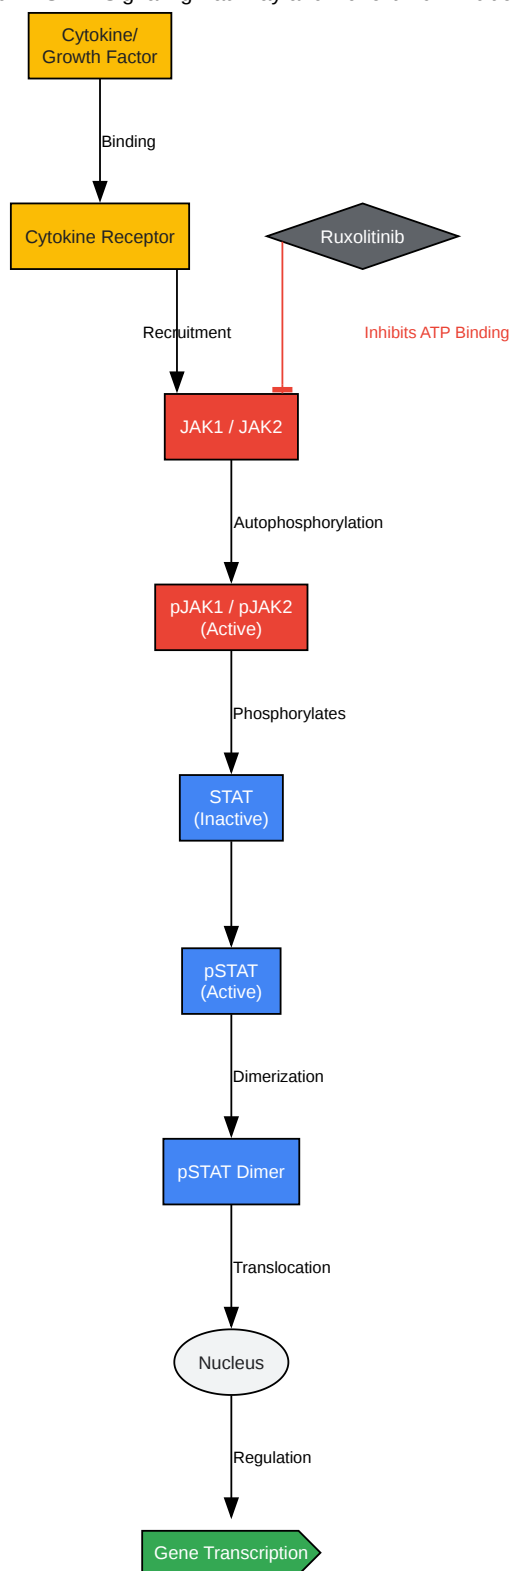 Signaling
Cytokine/
Growth Factor
Binding
Cytokine Receptor
Ruxolitinib
Recruitment
Inhibits ATP Binding
JAK1 / JAK2
Autophosphorylation
pJAK1 / pJAK2
(Active)
Phosphorylates
STAT
(Inactive)
pSTAT
(Active)
Dimerization
pSTAT Dimer
Translocation
Nucleus
Regulation
Gene Transcription